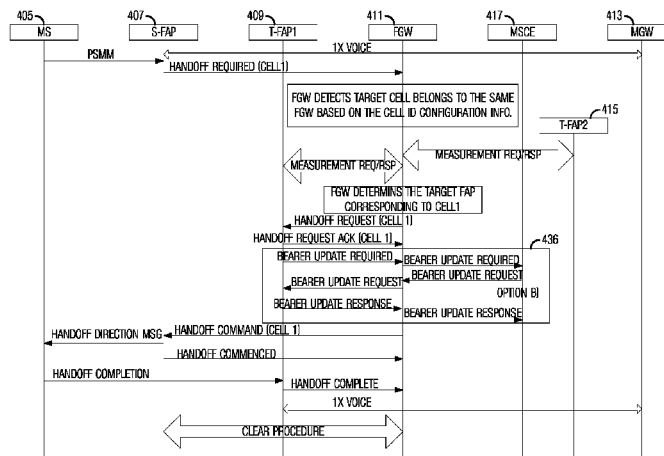 405
407
409
411
417
413
MS
S-FAP
T-FAP1
FGW
MSCE
MGW
1X VOICE
PSMM
HANDOFF REQUIRED (CELL1)
FGW DETECTS TARGET CELL BELONGS TO THE SAME
FGW BASED ON THE CELL ID CONFIGURATION INFO.
415
T-FAP2
MEASUREMENT REQ/RSP
MEASUREMENT REQ/RSP
FGW DETERMINS THE TARGET FAP
CORRESPONDING TO CELL1
HANDOFF REQUEST (CELL 1)
HANDOFF REQUEST ACK (CELL 1)
436
BEARER UPDATE REQUIRED
BEARER UPDATE REQUIRED
BEARER UPDATE REQUEST
BEARER UPDATE REQUEST
OPTION B)
BEARER UPDATE RESPONSE
BEARER UPDATE RESPONSE
HANDOFF COMMAND (CELL 1)
HANDOFF DIRECTION MSG
HANDOFF COMMENCED
HANDOFF COMPLETION
HANDOFF COMPLETE
1X VOICE
CLEAR PROCEDURE